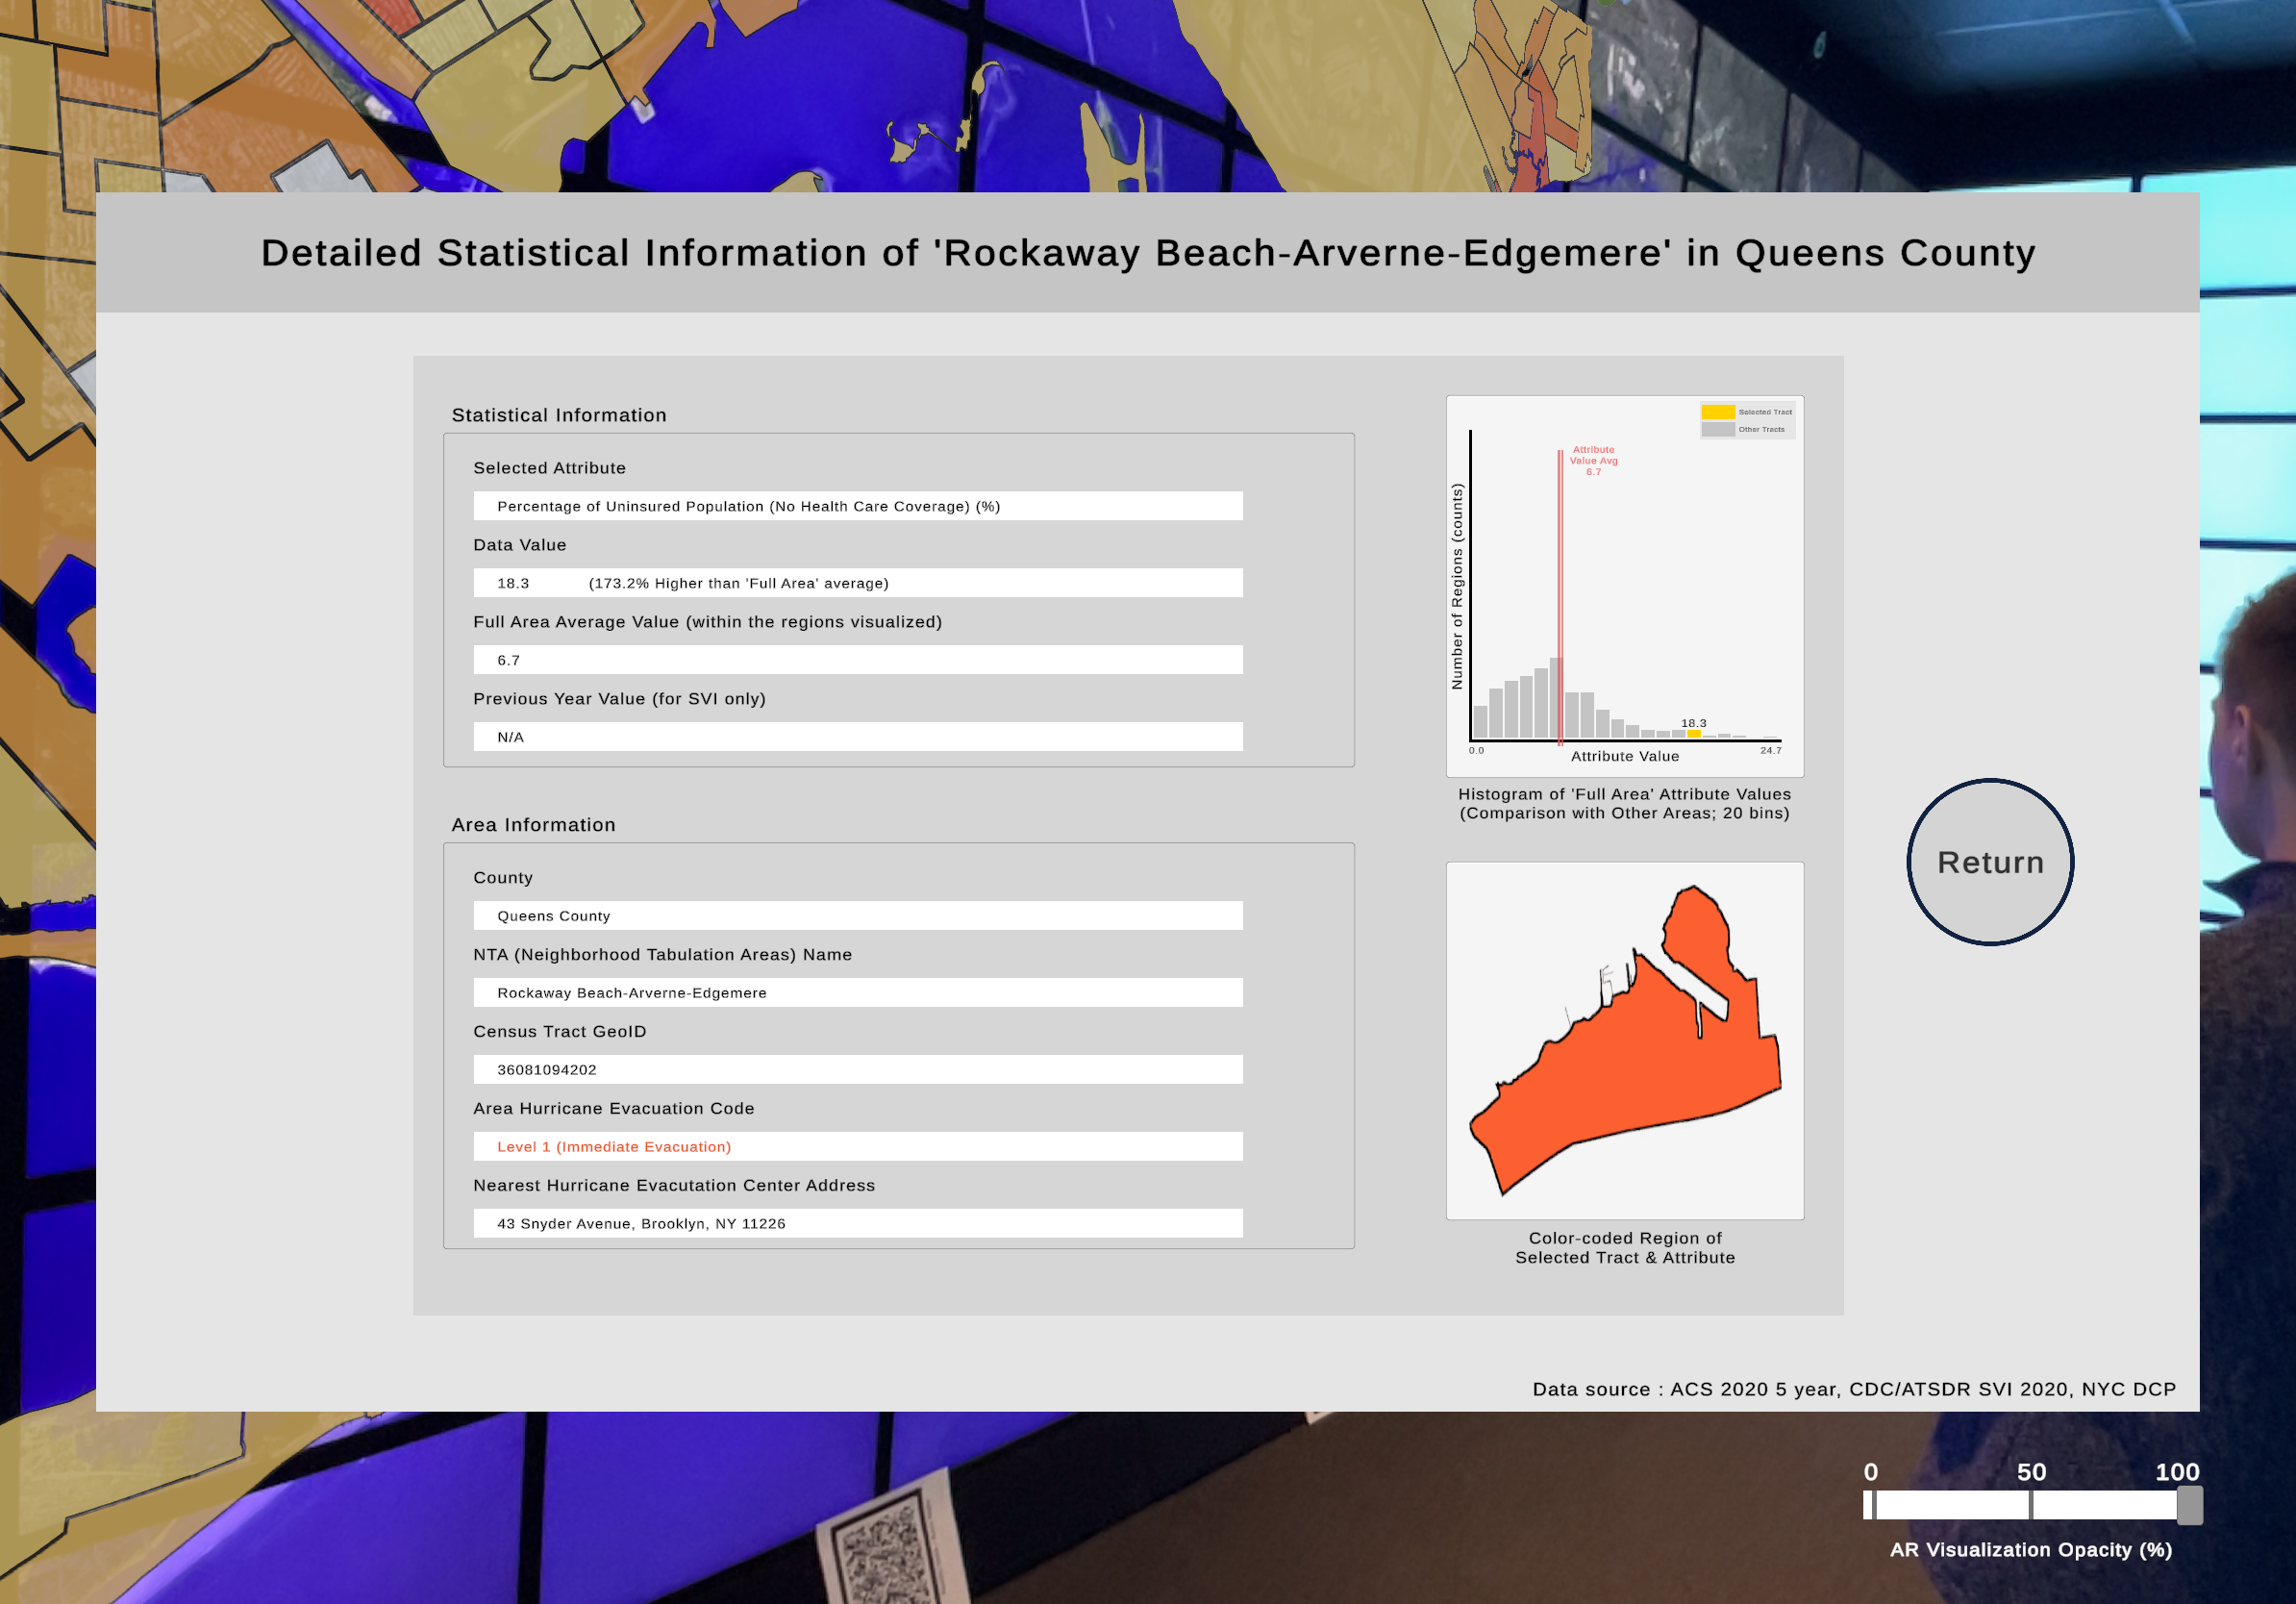 Detailed Statistical Information of 'Rockaway Beach-Arverne-Edgemere' in Queens County
Statistical Information
Selected Attribute
Percentage of Uninsured Population (No Health Care Coverage) (%)
Data Value
18.3 (173.2% Higher than 'Full Area' average)
Full Area Average Value (within the regions visualized)
6.7
Previous Year Value (for SVI only)
N/A
Area Information
County
Queens County
NTA (Neighborhood Tabulation Areas) Name
Rockaway Beach-Arverne-Edgemere
Census Tract GeoID
36081094202
Area Hurricane Evacuation Code
Level 1 (Immediate Evacuation)
Nearest Hurricane Evacutation Center Address
43 Snyder Avenue, Brooklyn, NY 11226
Selected Tract
Other Tracts
Attribute
Value Avg
6.7
Number of Regions (counts)
18.3
0.0
24.7
Attribute Value
Histogram of 'Full Area' Attribute Values
(Comparison with Other Areas; 20 bins)
Color-coded Region of
Selected Tract & Attribute
Return
Data source : ACS 2020 5 year, CDC/ATSDR SVI 2020, NYC DCP
0 50 100
AR Visualization Opacity (%)